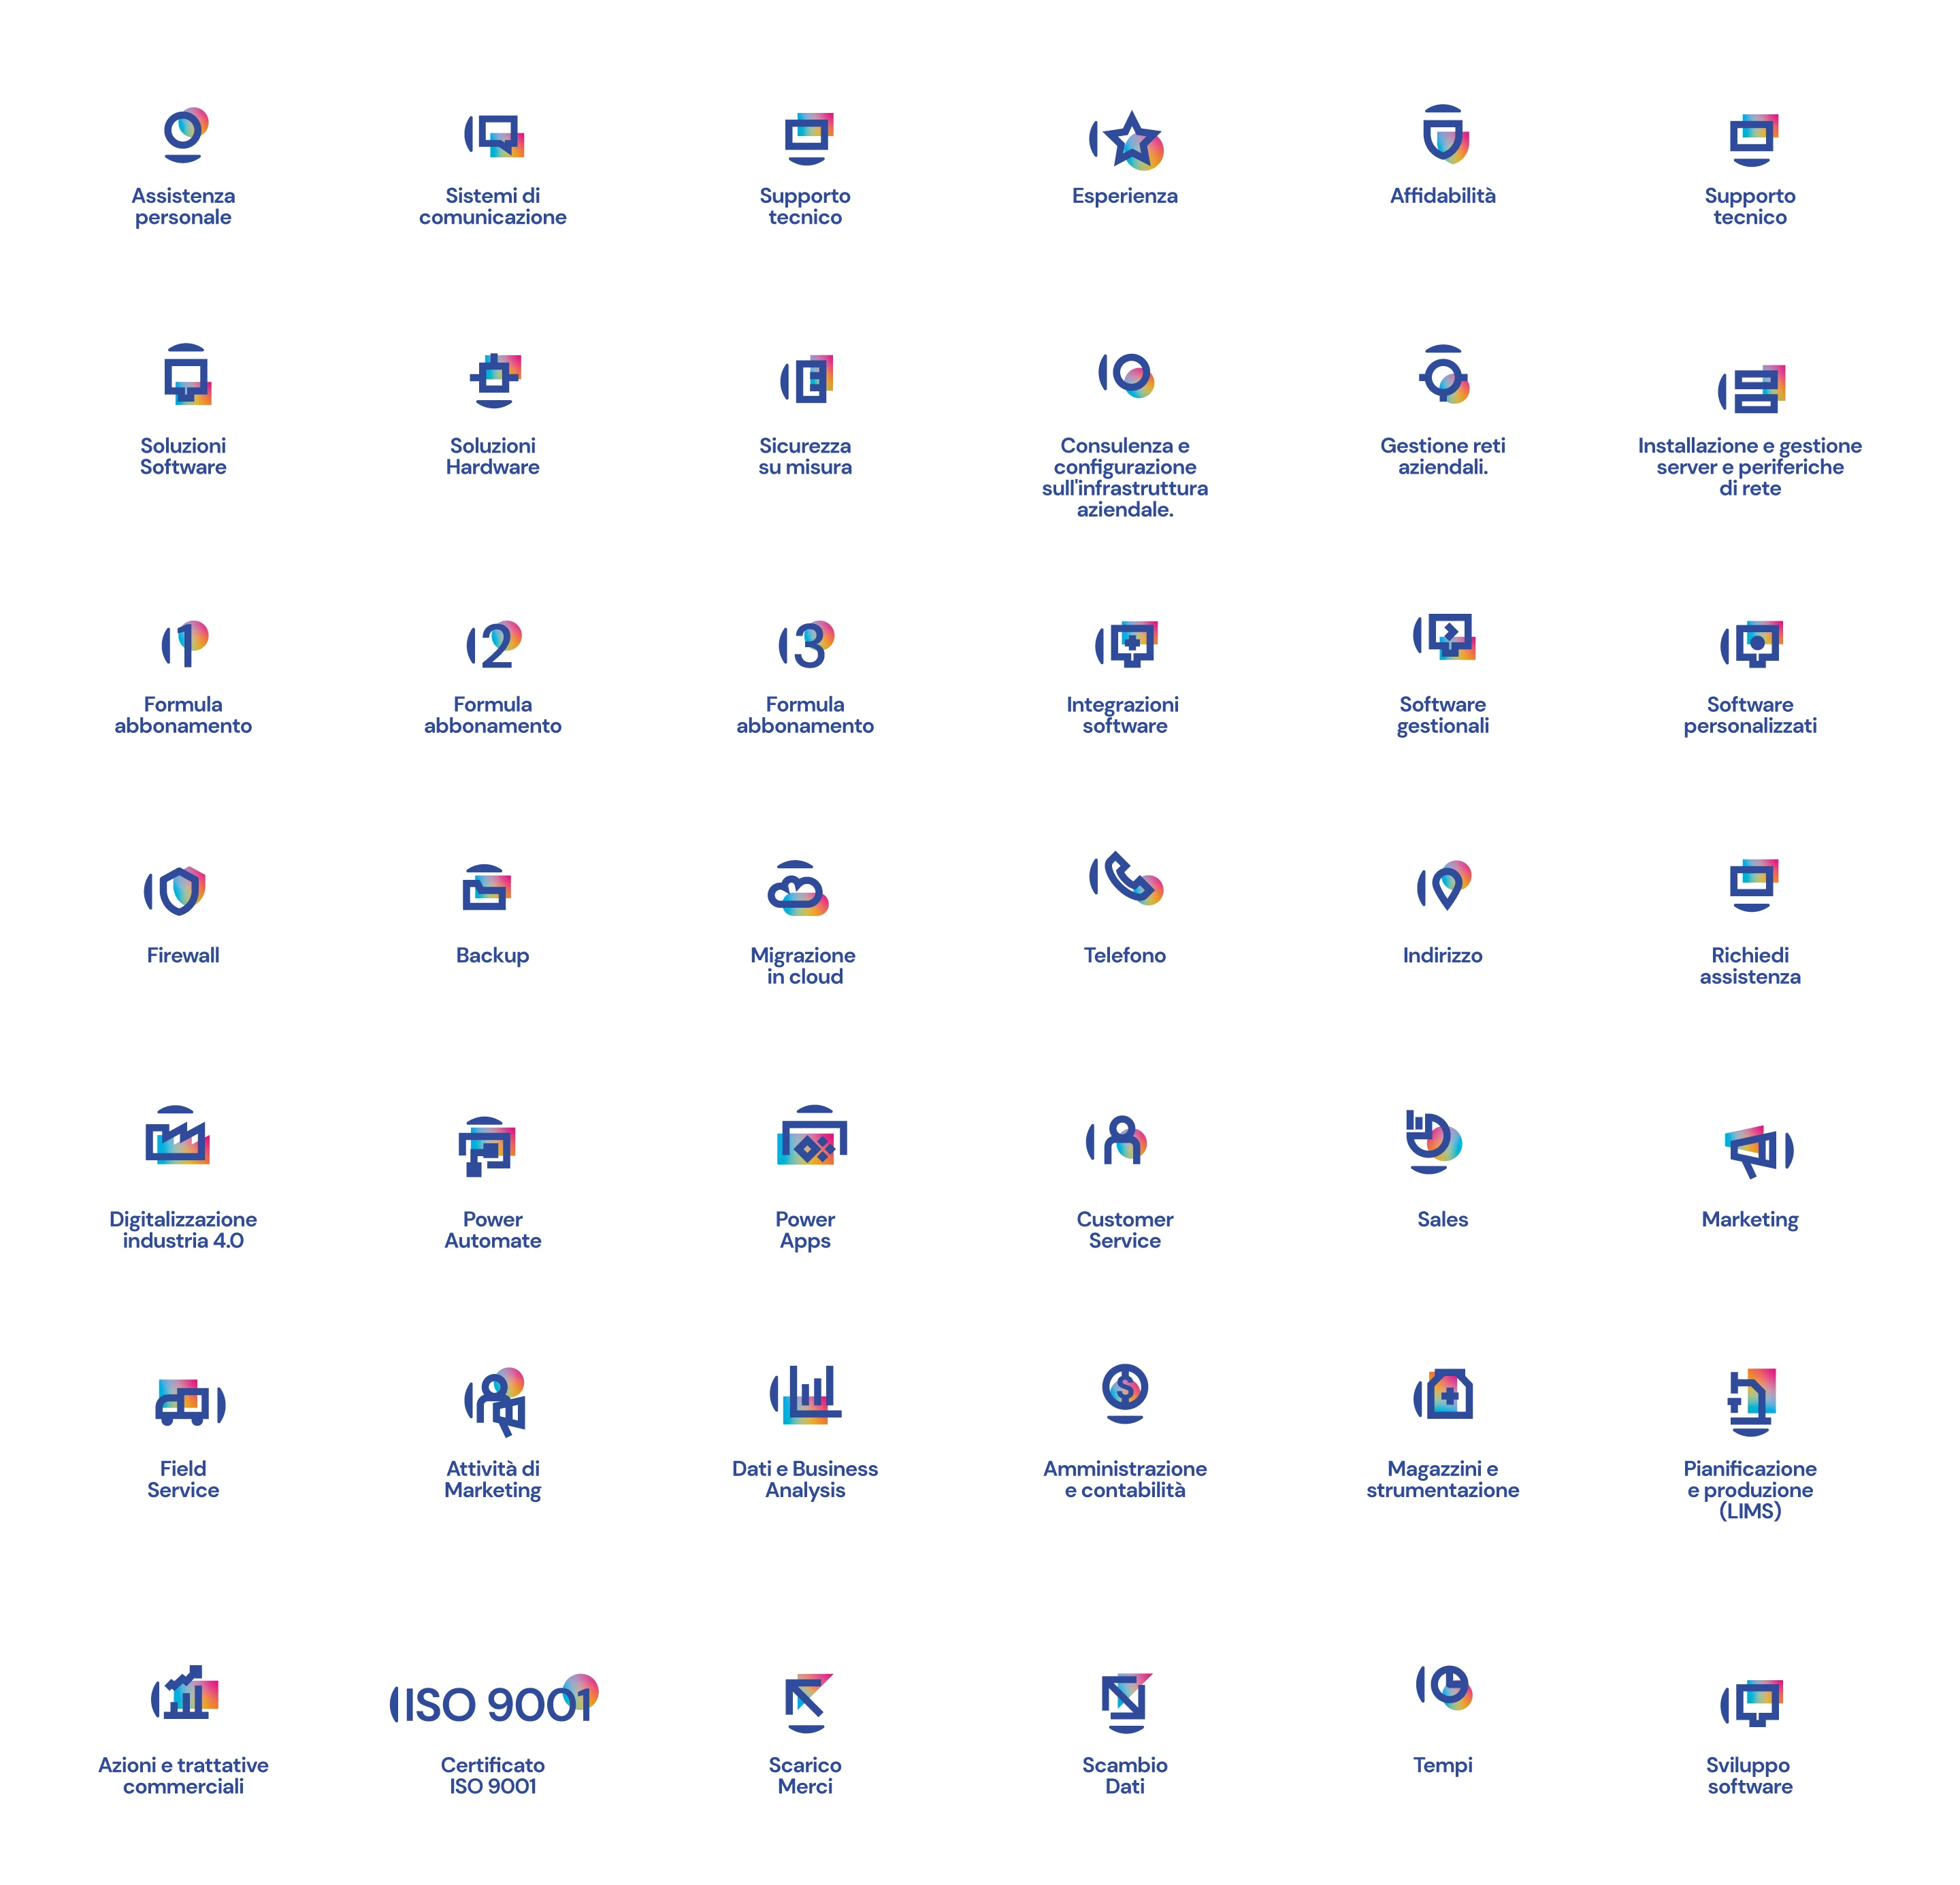 Assistenza
personale
Sistemi di
comunicazione
Supporto
tecnico
Esperienza
Affidabilità
Supporto
tecnico
Soluzioni
Software
Soluzioni
Hardware
Sicurezza
su misura
Consulenza e
configurazione
sull'infrastruttura
aziendale.
Gestione reti
aziendali.
Installazione e gestione
server e periferiche
di rete
1
Formula
abbonamento
2
Formula
abbonamento
3
Formula
abbonamento
Integrazioni
software
Software
gestionali
Software
personalizzati
Firewall
Backup
Migrazione
in cloud
Telefono
Indirizzo
Richiedi
assistenza
Digitalizzazione
industria 4.0
Power
Automate
Power
Apps
Customer
Service
Sales
Marketing
Field
Service
Attività di
Marketing
Dati e Business
Analysis
$
Amministrazione
e contabilità
Magazzini e
strumentazione
Pianificazione
e produzione
(LIMS)
Azioni e trattative
commerciali
ISO 9001
Certificato
ISO 9001
Scarico
Merci
Scambio
Dati
Tempi
Sviluppo
software